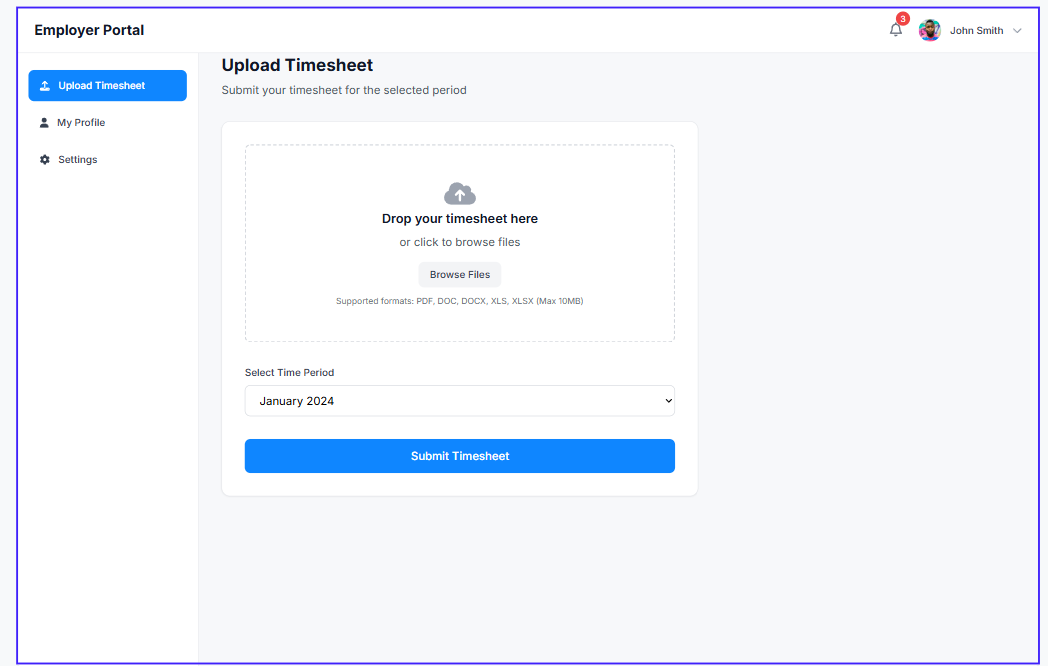 Employer Portal
3
John Smith
Upload Timesheet
My Profile
Settings
Upload Timesheet
Submit your timesheet for the selected period
Drop your timesheet here
or click to browse files
Browse Files
Supported formats: PDF, DOC, DOCX, XLS, XLSX (Max 10MB)
Select Time Period
January 2024
Submit Timesheet